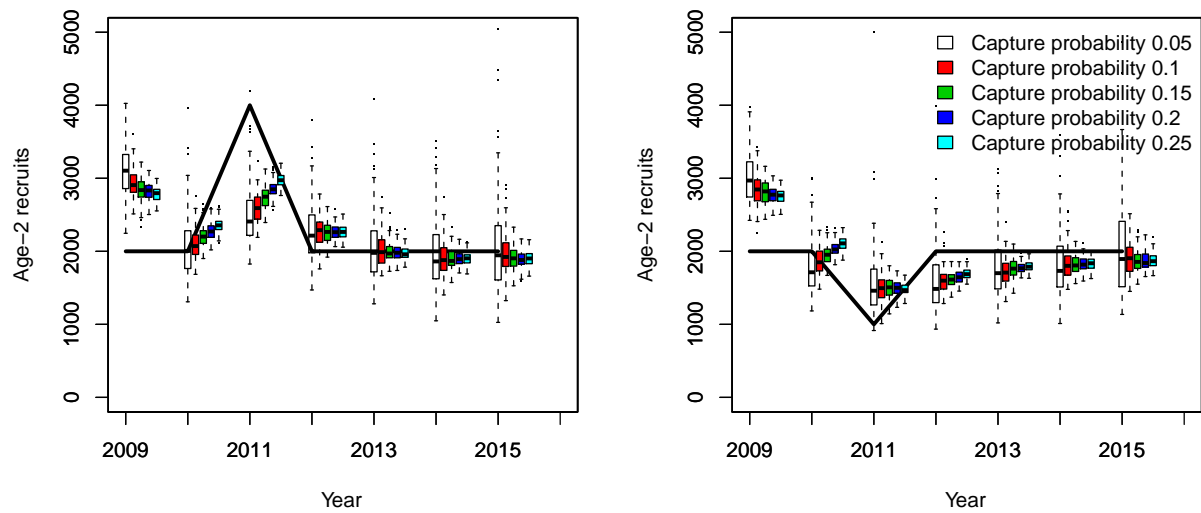 Age−2 recruits
5000
4000
3000
2000
1000
0
2009
2011
2013
2015
Year
Age−2 recruits
5000
4000
3000
2000
1000
0
2009
2011
2013
2015
Year
Capture probability 0.05
Capture probability 0.1
Capture probability 0.15
Capture probability 0.2
Capture probability 0.25